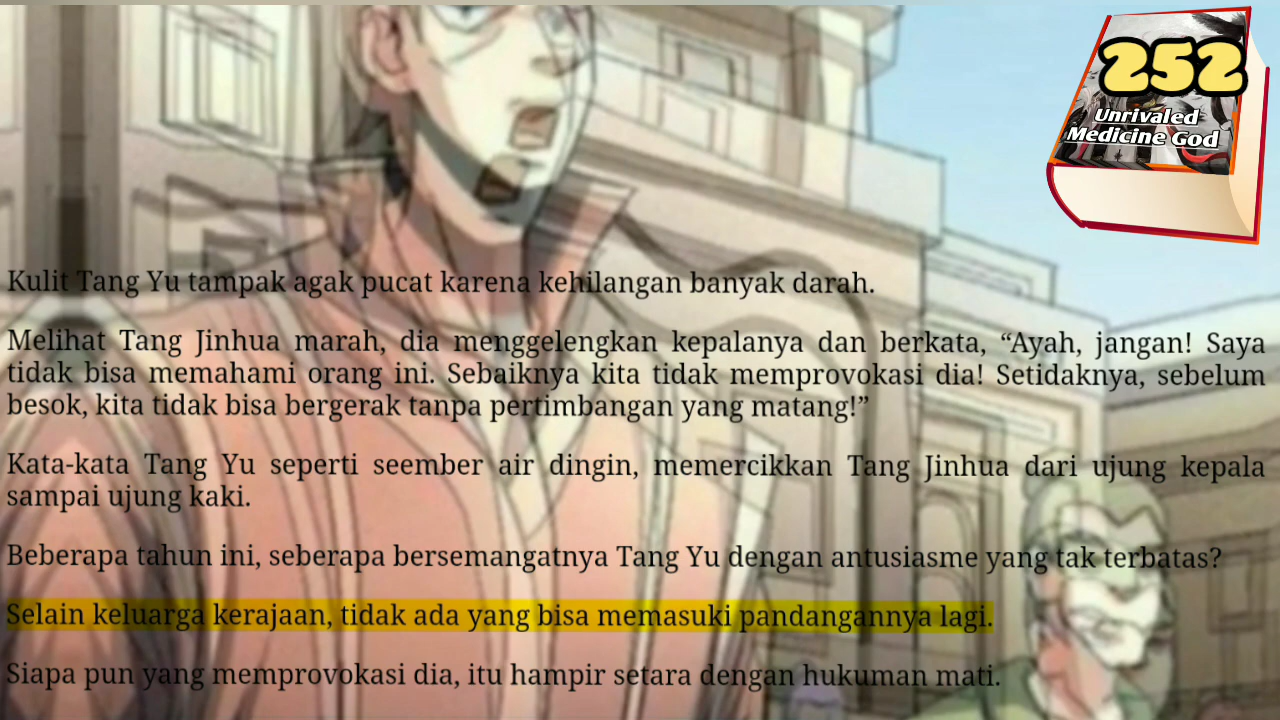 252
Unrivaled
Medicine God
Kulit Tang Yu tampak agak pucat karena kehilangan banyak darah.
Melihat Tang Jinhua marah, dia menggelengkan kepalanya dan berkata, “Ayah, jangan! Saya
tidak bisa memahami orang ini. Sebaiknya kita tidak memprovokasi dia! Setidaknya, sebelum
besok, kita tidak bisa bergerak tanpa pertimbangan yang matang!”
Kata-kata Tang Yu seperti seember air dingin, memercikkan Tang Jinhua dari ujung kepala
sampai ujung kaki.
Beberapa tahun ini, seberapa bersemangatnya Tang Yu dengan antusiasme yang tak terbatas?
Selain keluarga kerajaan, tidak ada yang bisa memasuki pandangannya lagi.
Siapa pun yang memprovokasi dia, itu hampir setara dengan hukuman mati.